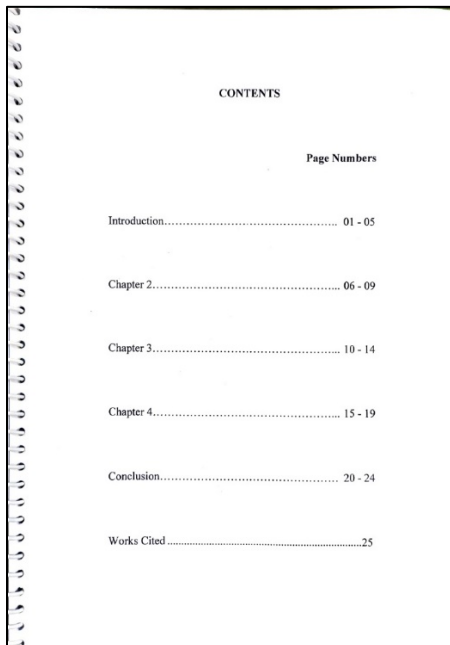 CONTENTS
Page Numbers
Introduction................................................ 01 - 05
Chapter 2.................................................... 06 - 09
Chapter 3.................................................... 10 - 14
Chapter 4.................................................... 15 - 19
Conclusion................................................. 20 - 24
Works Cited ..................................................................25